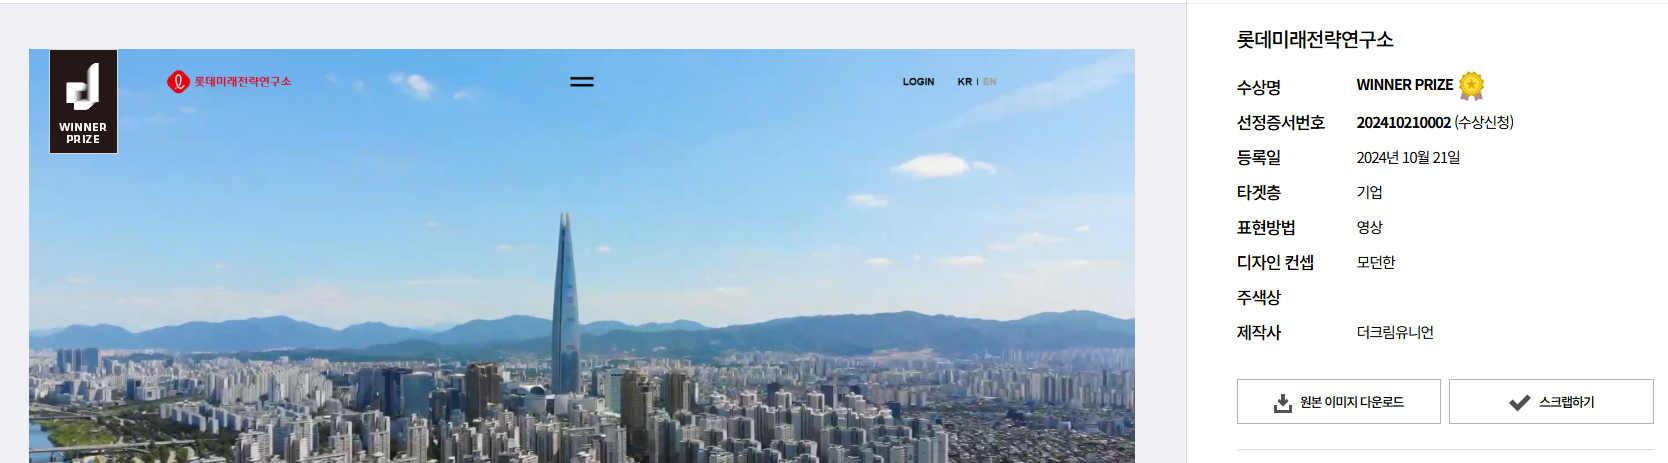 WINNER
PRIZE
롯데미래전략연구소
LOGIN KR | EN
롯데미래전략연구소
수상명 WINNER PRIZE
선정증서번호 202410210002 (수상신청)
등록일 2024년 10월 21일
타겟층 기업
표현방법 영상
디자인 컨셉 모던한
주색상
제작사 더크림유니언
원본 이미지 다운로드 스크랩하기